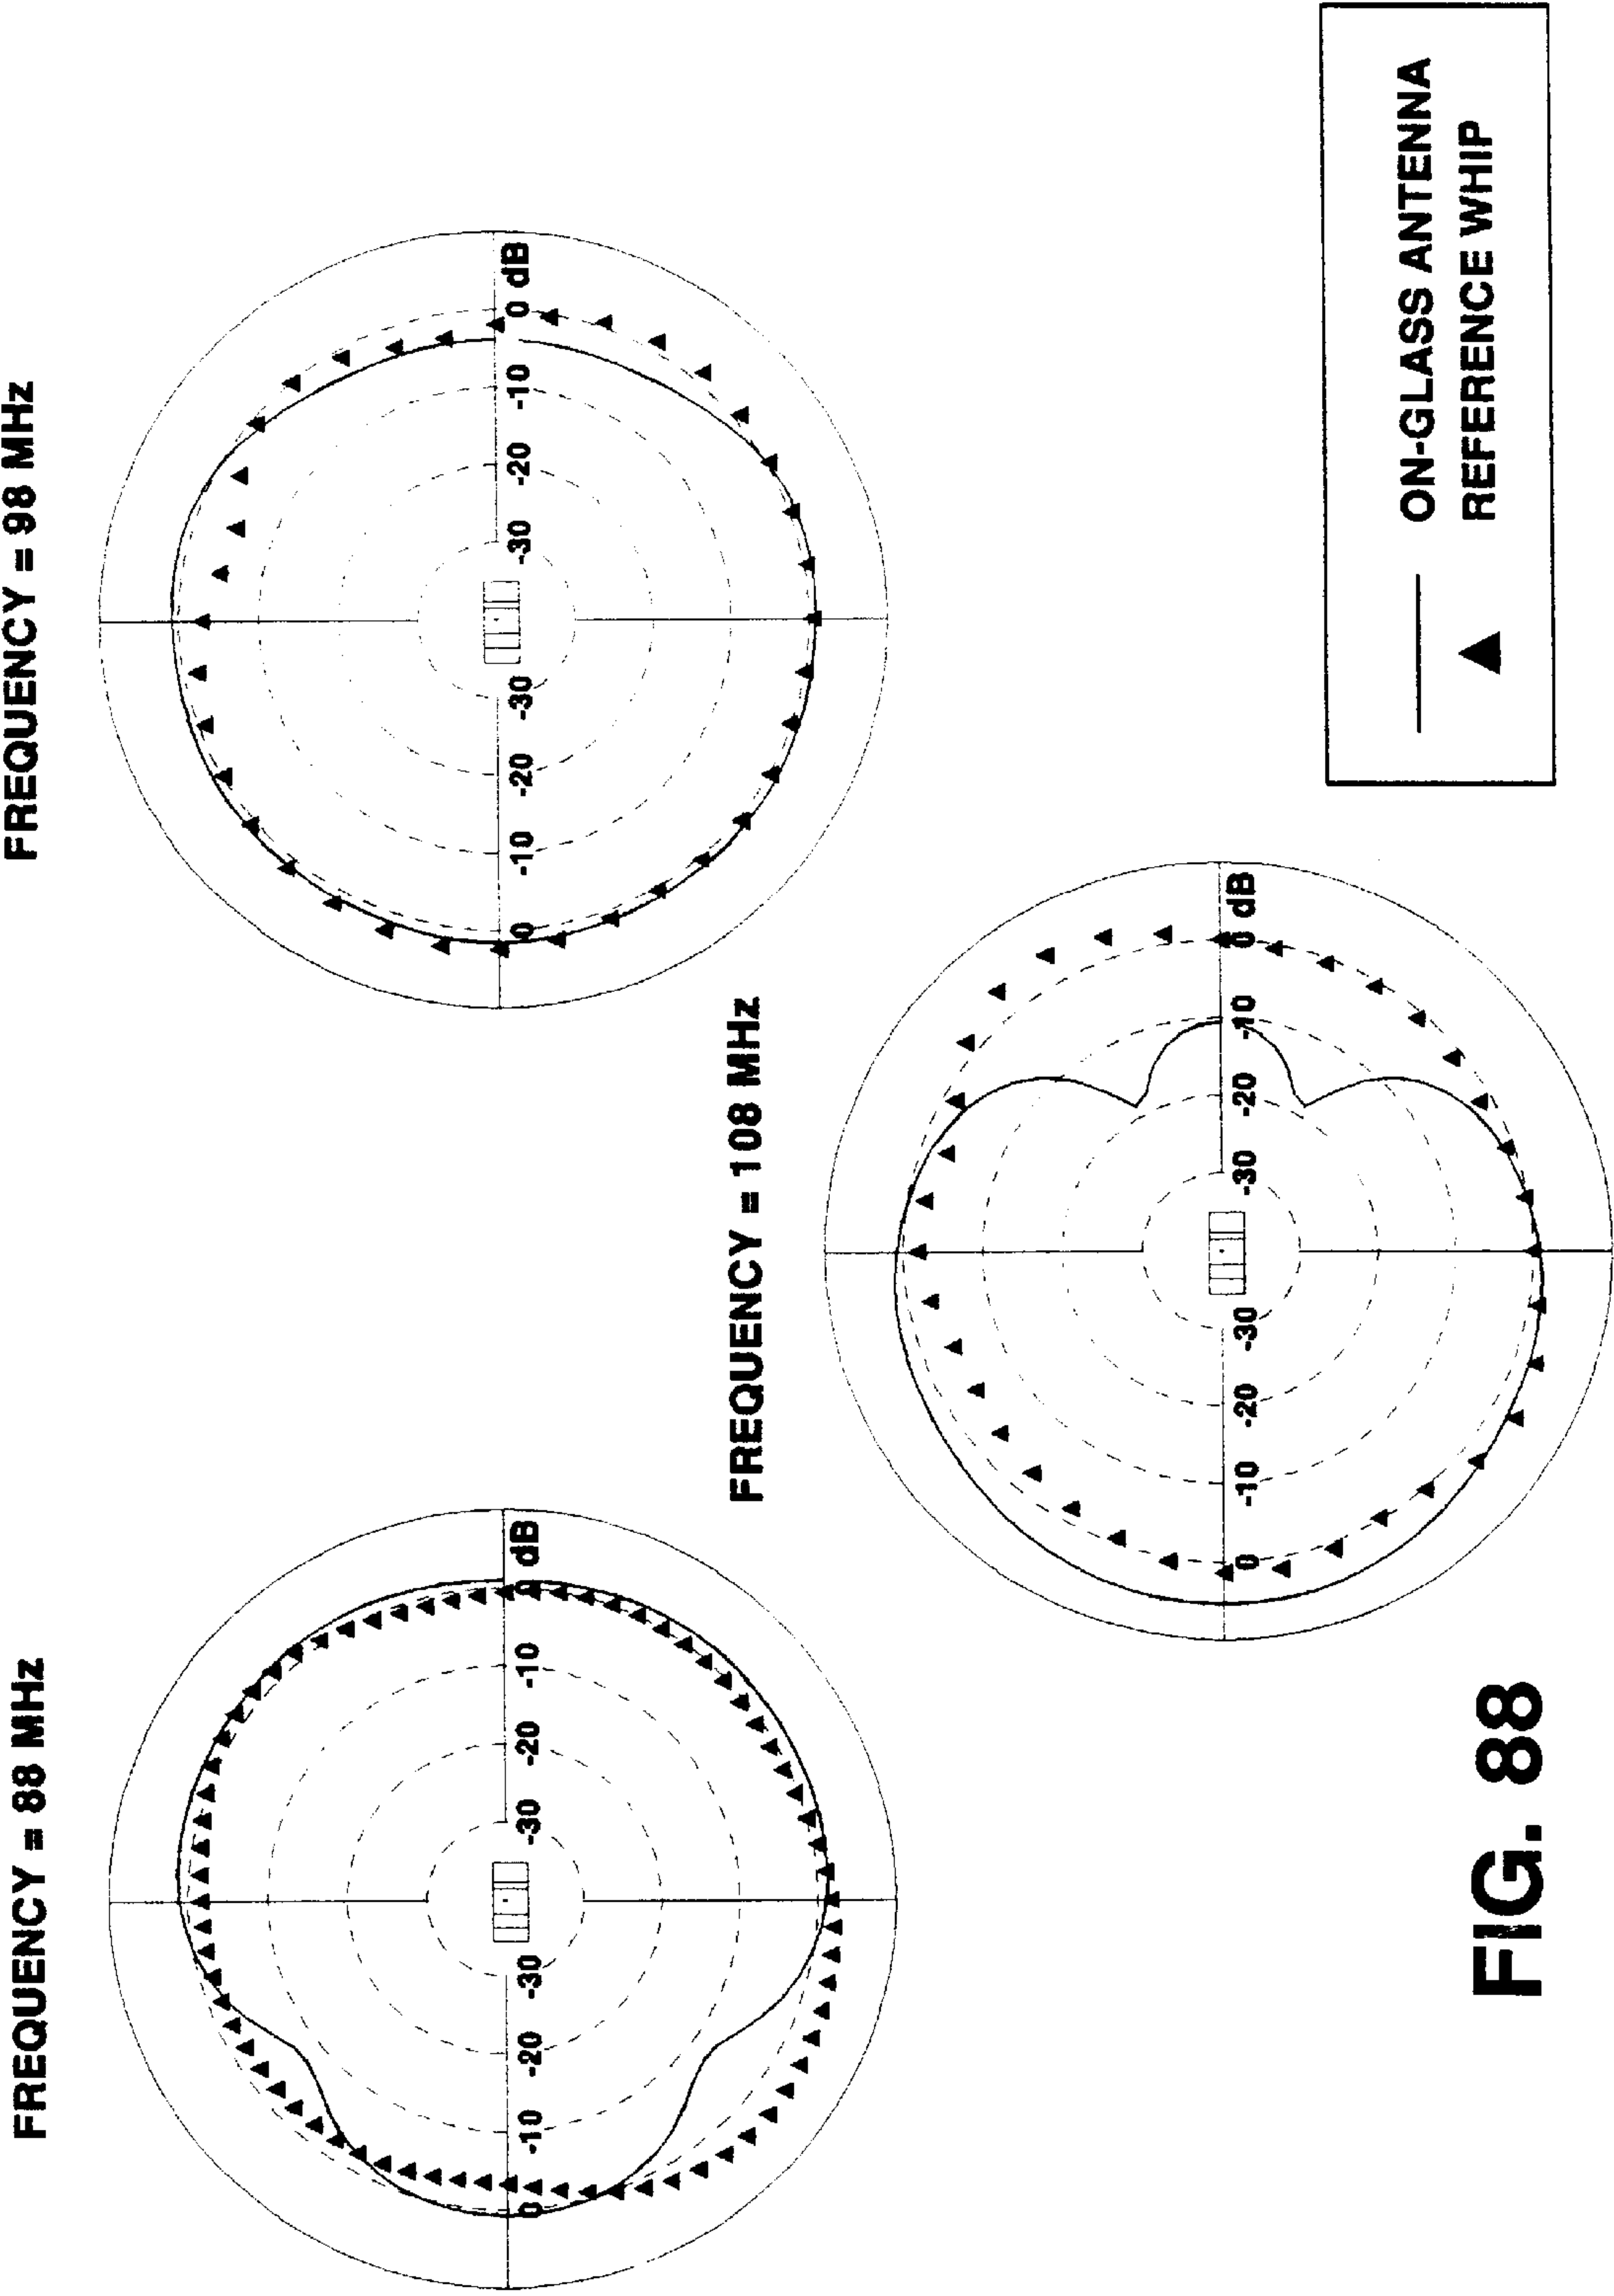 FREQUENCY = 88 MHz
-30 -20 -10 0 dB
-30 -20 -10 0
FREQUENCY = 98 MHz
-30 -20 -10 0 dB
-30 -20 -10 0
FREQUENCY = 108 MHz
-30 -20 -10 0 dB
-30 -20 -10 0
ON-GLASS ANTENNA
REFERENCE WHIP
FIG. 88